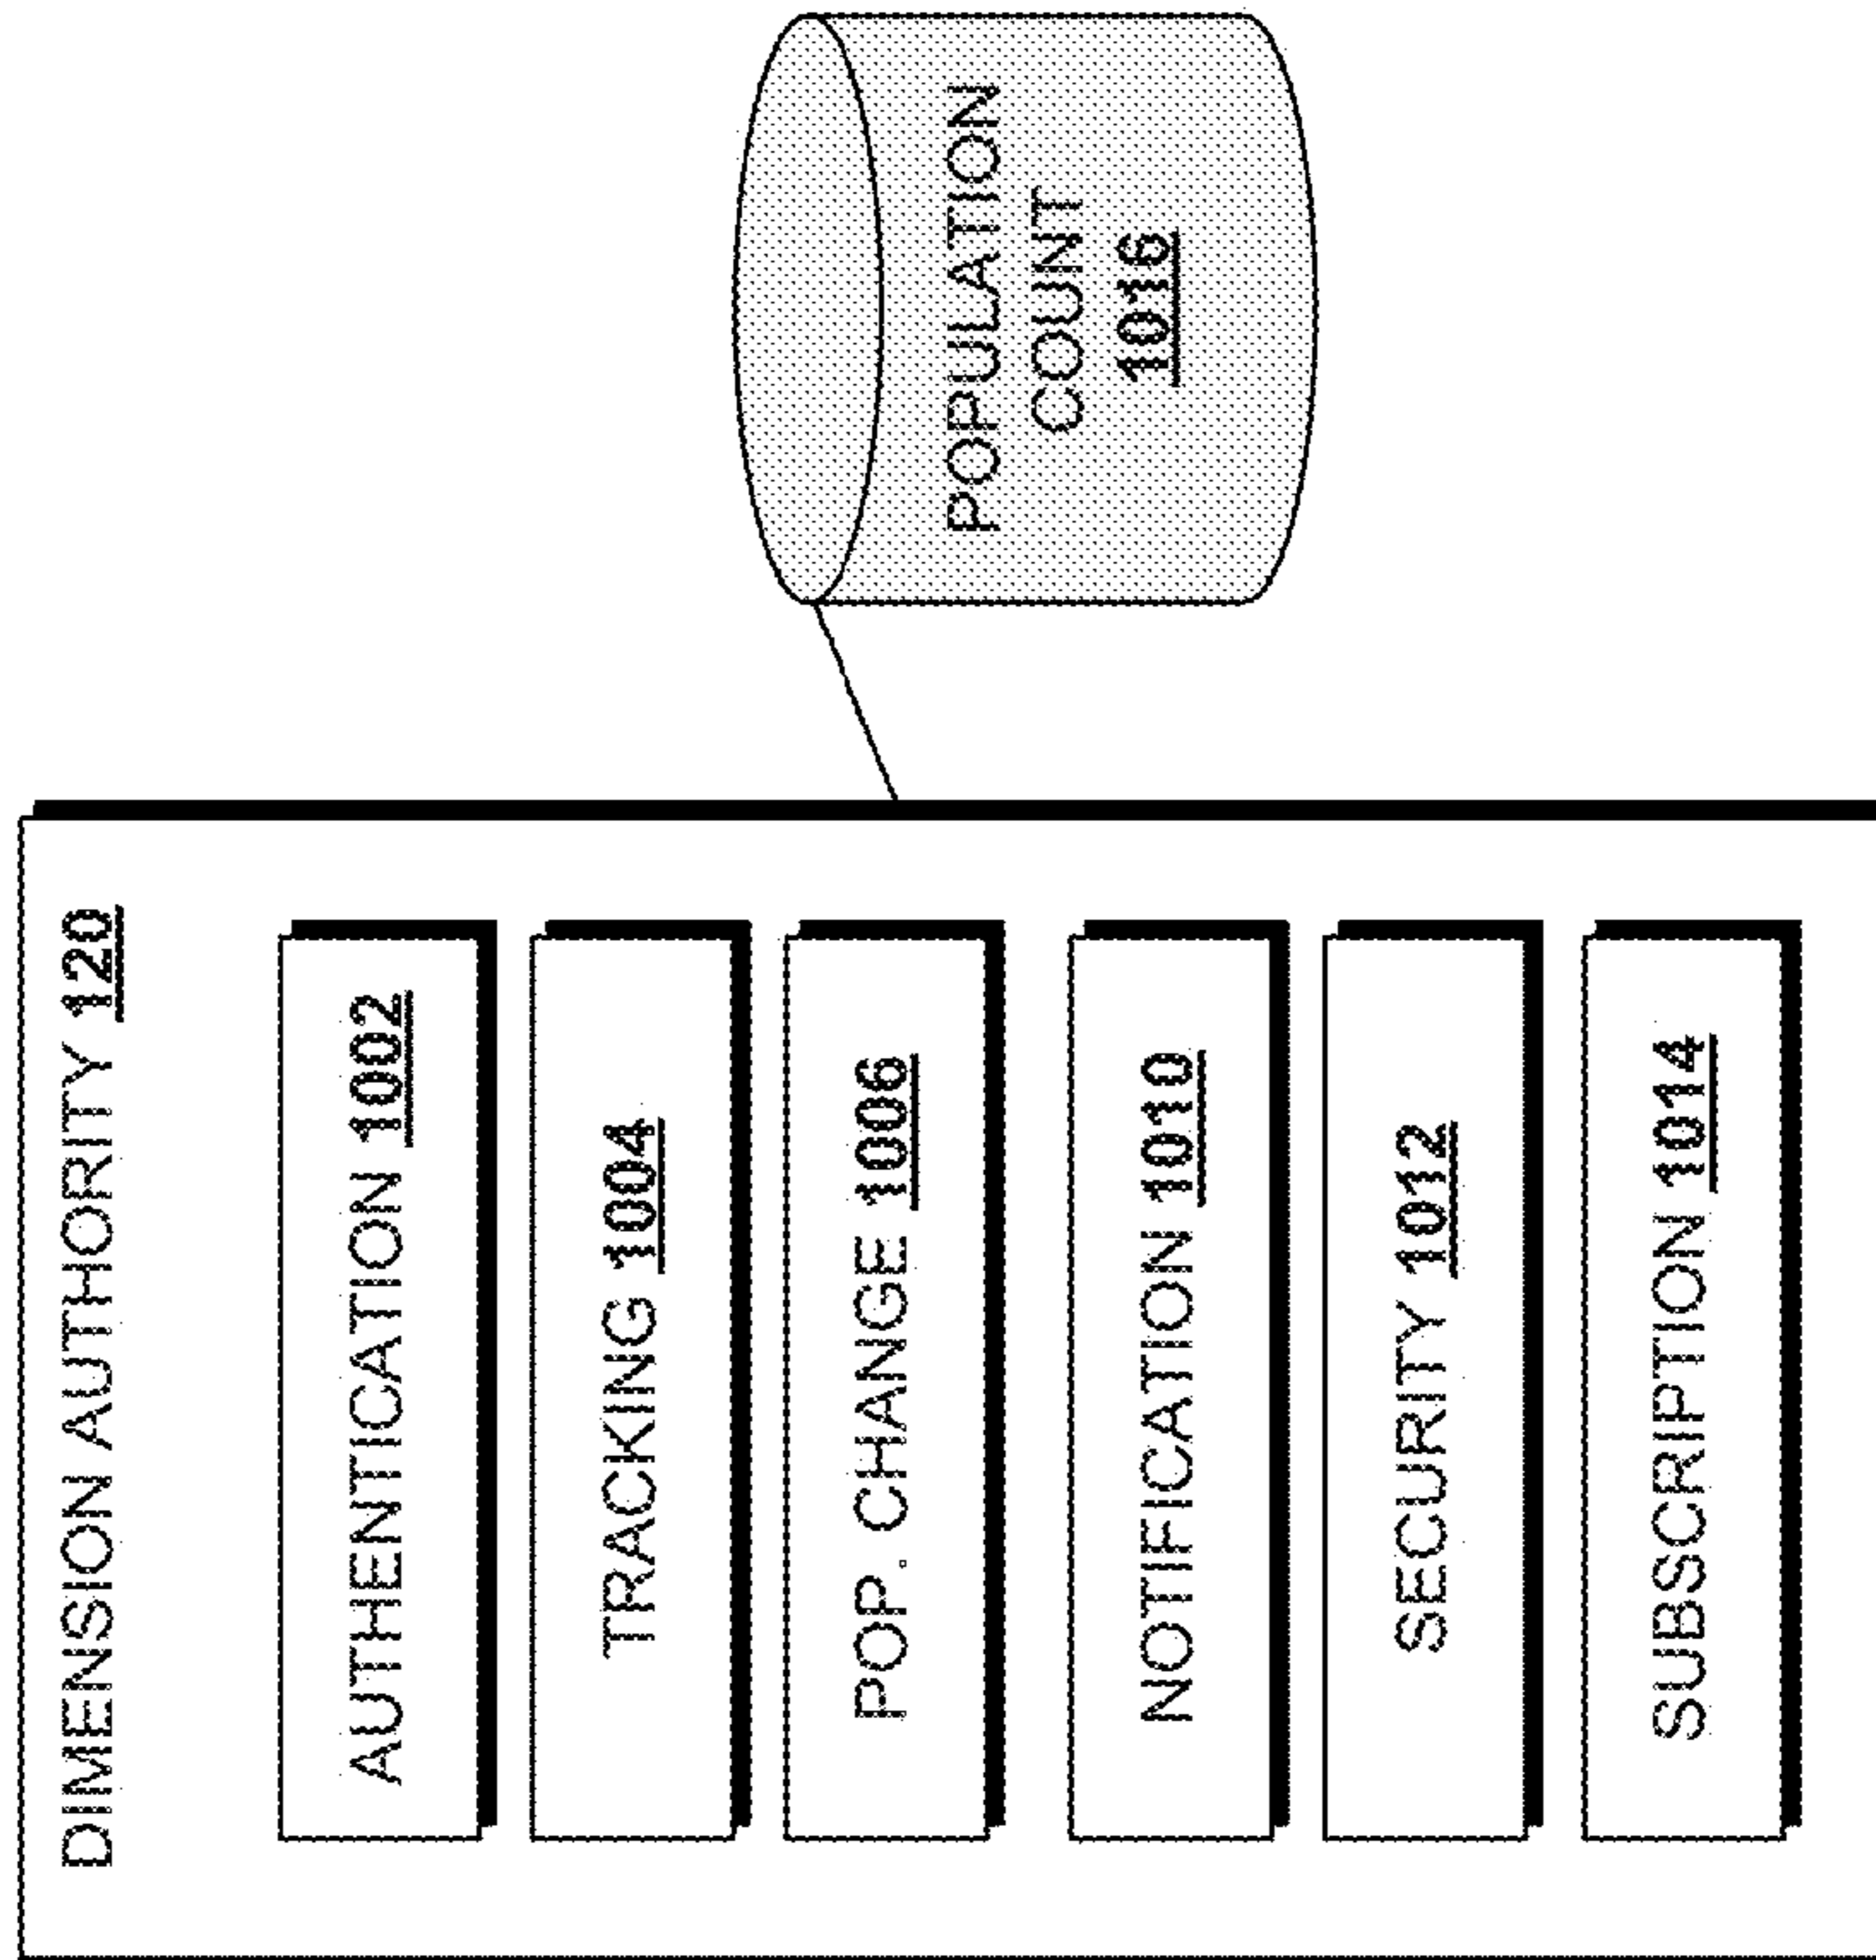 DIMENSION AUTHORITY 120
AUTHENTICATION 1002
TRACKING 1004
POP. CHANGE 1006
NOTIFICATION 1010
SECURITY 1012
SUBSCRIPTION 1014
POPULATION
COUNT
1016